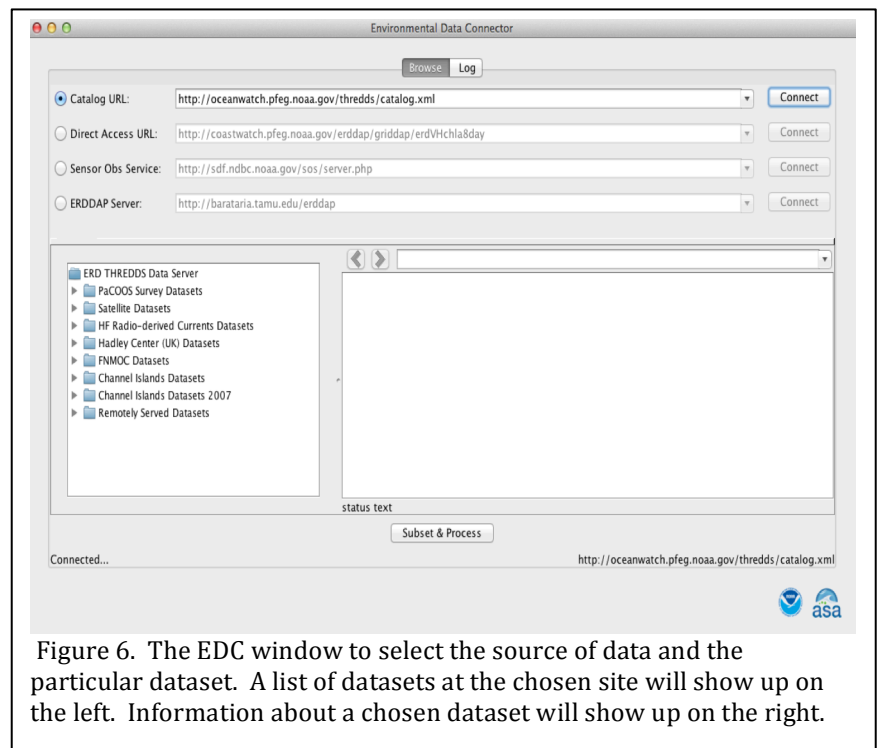 Environmental Data Connector
Browse Log
Catalog URL: http://oceanwatch.pfeg.noaa.gov/thredds/catalog.xml Connect
Direct Access URL: http://coastwatch.pfeg.noaa.gov/erddap/griddap/erdVHchla8day Connect
Sensor Obs Service: http://sdf.ndbc.noaa.gov/sos/server.php Connect
ERDDAP Server: http://barataria.tamu.edu/erddap Connect
ERD THREDDS Data Server
PaCOOS Survey Datasets
Satellite Datasets
HF Radio-derived Currents Datasets
Hadley Center (UK) Datasets
FNMOC Datasets
Channel Islands Datasets
Channel Islands Datasets 2007
Remotely Served Datasets
status text
Subset & Process
Connected... http://oceanwatch.pfeg.noaa.gov/thredds/catalog.xml
asa
Figure 6. The EDC window to select the source of data and the
particular dataset. A list of datasets at the chosen site will show up on
the left. Information about a chosen dataset will show up on the right.